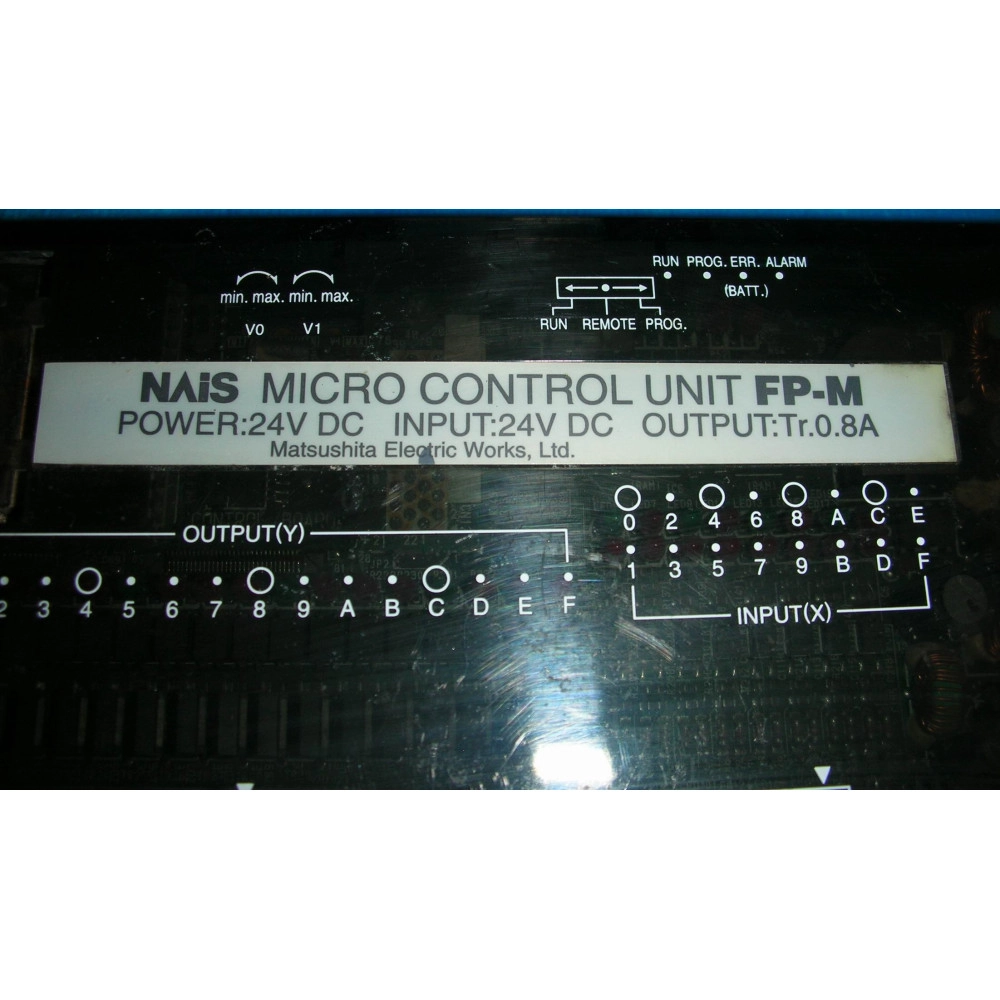 RUN PROG. ERR. ALARM
(BATT.)
min. max. min. max.
V0 V1
RUN REMOTE PROG.
NAiS MICRO CONTROL UNIT FP-M
POWER:24V DC INPUT:24V DC OUTPUT:Tr.0.8A
Matsushita Electric Works, Ltd.
0 2 4 6 8 A C E
OUTPUT(Y)
1 3 5 7 9 B D F
2 3 4 5 6 7 8 9 A B C D E F
INPUT(X)